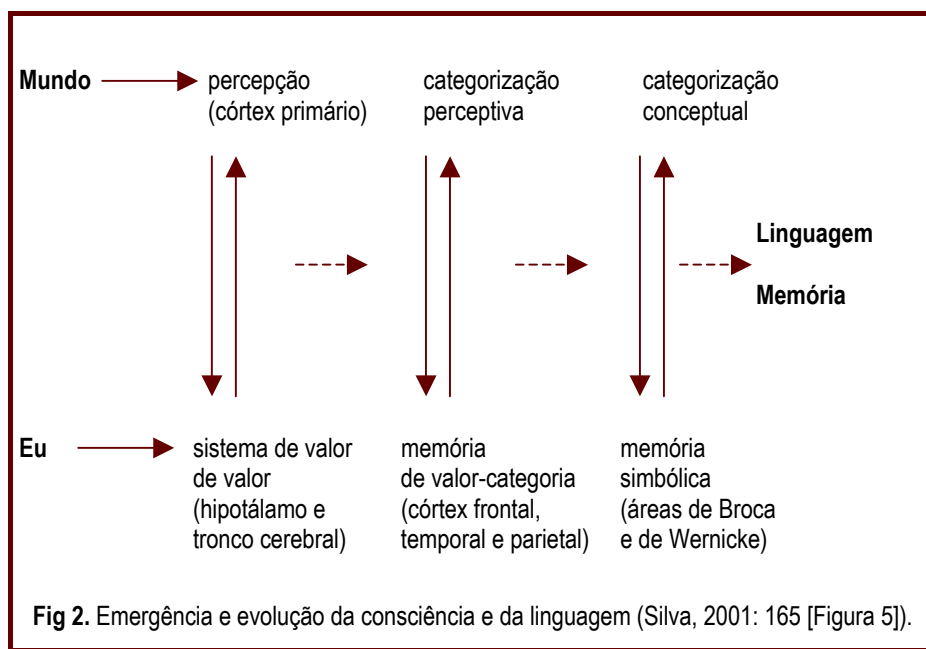 Mundo
percepção
(córtex primário)
categorização
perceptiva
categorização
conceptual
Linguagem
Memória
Eu
sistema de valor
de valor
(hipotálamo e
tronco cerebral)
memória
de valor-categoria
(córtex frontal,
temporal e parietal)
memória
simbólica
(áreas de Broca
e de Wernicke)
Fig 2. Emergência e evolução da consciência e da linguagem (Silva, 2001: 165 [Figura 5]).